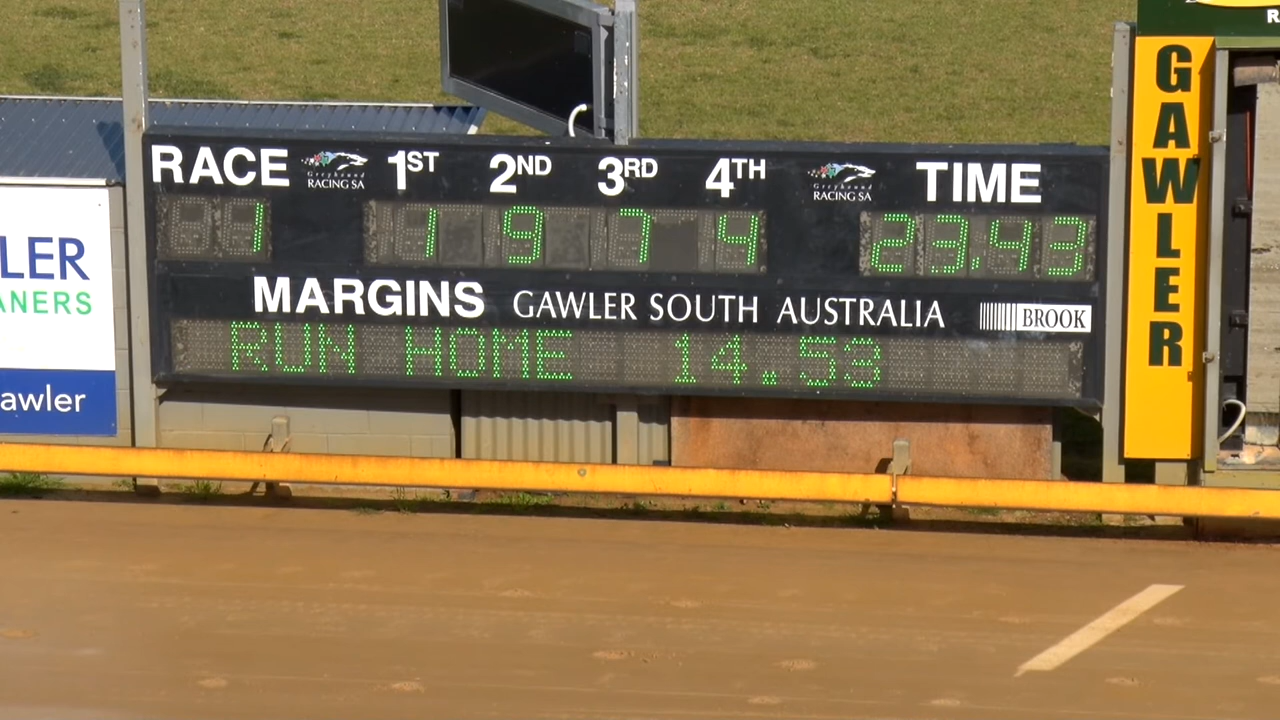 RACE
Greyhound
RACING SA
1ST 2ND 3RD 4TH
Greyhound
RACING SA
TIME
1 1 9 7 4 23.43
MARGINS GAWLER SOUTH AUSTRALIA BROOK
RUN HOME 14.53
LER
ANERS
awler
R
GAWLER